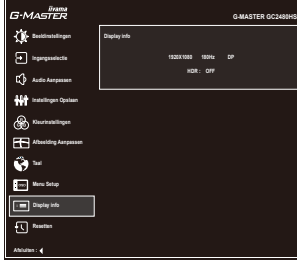 iiyama
G-MASTER
G-MASTER GC2480HS
Beeldinstellingen
Ingangsselectie
Audio Aanpassen
Instellingen Opslaan
Kleurinstellingen
Afbeelding Aanpassen
Taal
Menu Setup
Display info
Resetten
Afsluiten :
Display info
1920X1080 180Hz DP
HDR : OFF